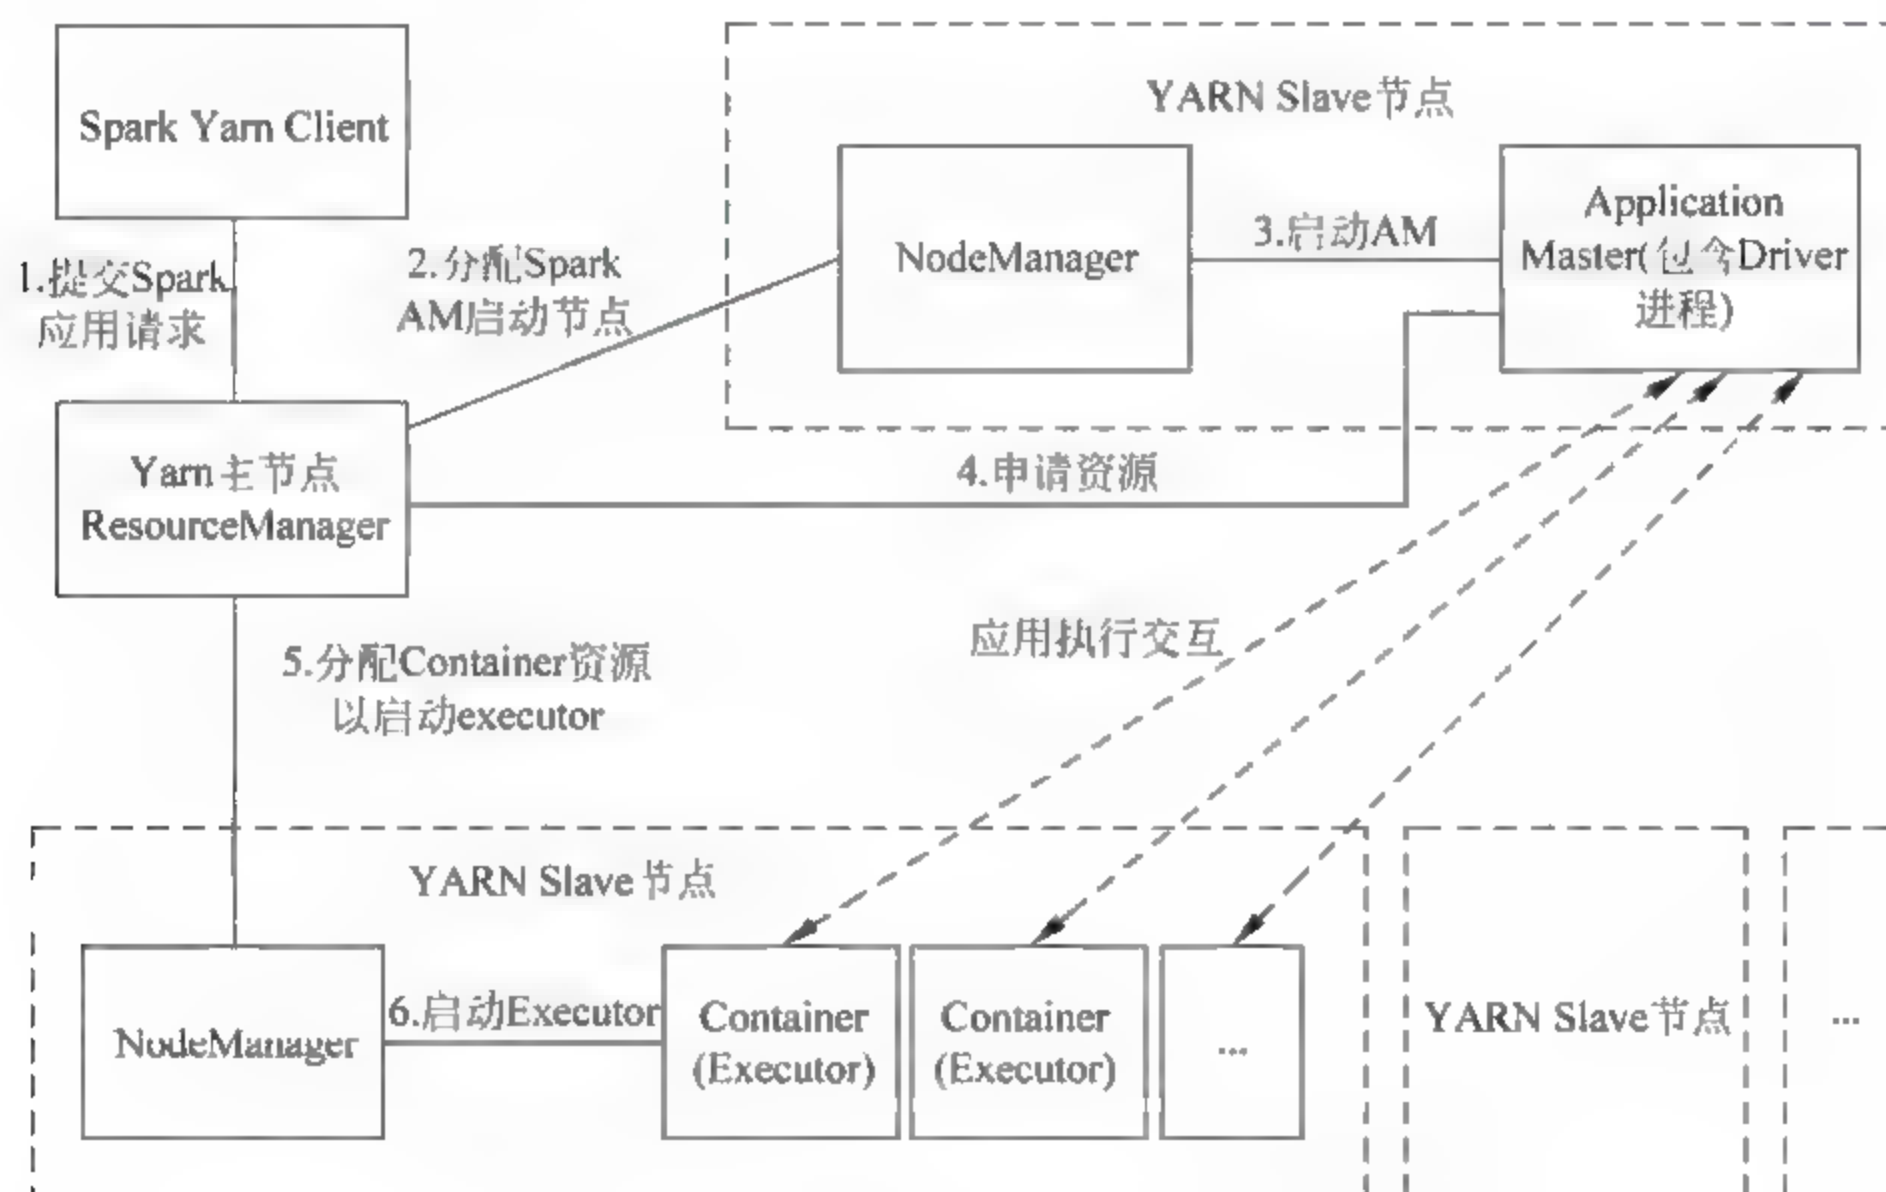 Spark Yarn Client
1.提交Spark
应用请求
2.分配Spark
AM启动节点
YARN Slave节点
NodeManager
3.启动AM
Application
Master(包含Driver
进程)
Yarn主节点
ResourceManager
4.申请资源
应用执行交互
5.分配Container资源
以启动executor
YARN Slave节点
NodeManager
6.启动Executor
Container
(Executor)
Container
(Executor)
...
YARN Slave节点
...